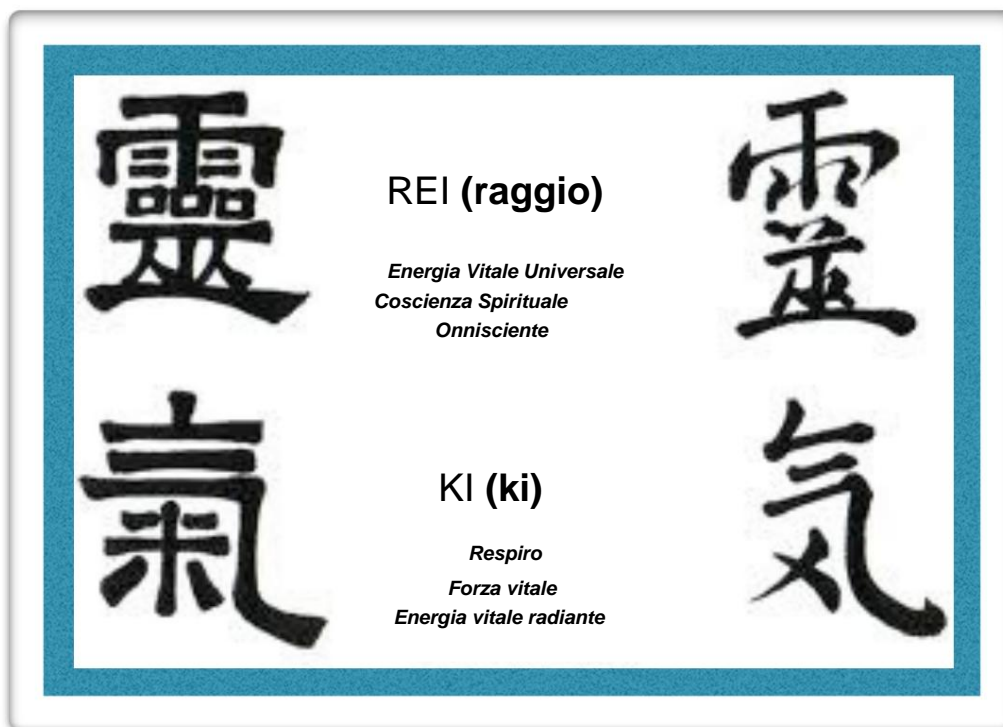 靈
REI (raggio)
Energia Vitale Universale
Coscienza Spirituale
Onnisciente
霊
氣
KI (ki)
Respiro
Forza vitale
Energia vitale radiante
気